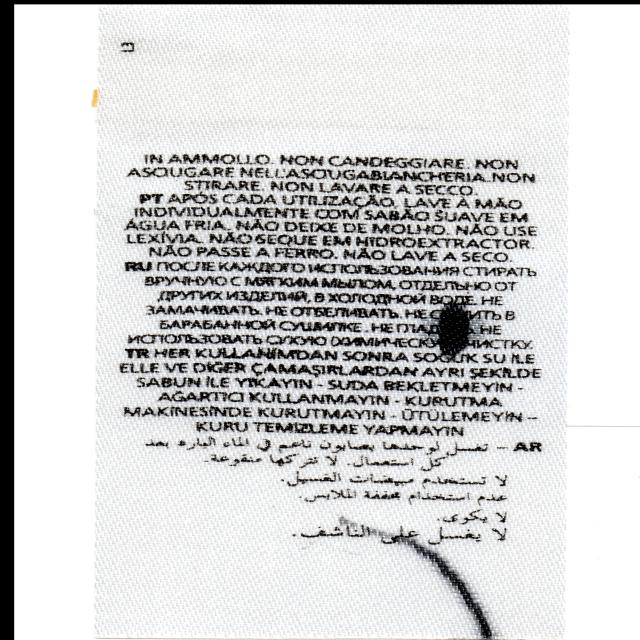 IN AMMOLLO. NON CANDEGGIARE. NON
ASCIUGARE NELL'ASCIUGABIANCHERIA. NON
STIRARE. NON LAVARE A SECCO.
PT APÓS CADA UTILIZAÇÃO, LAVE À MÃO
INDIVIDUALMENTE COM SABÃO SUAVE EM
ÁGUA FRIA. NÃO DEIXE DE MOLHO. NÃO USE
LEXÍVIA. NÃO SEQUE EM HIDROEXTRACTOR.
NÃO PASSE A FERRO. NÃO LAVE A SECO.
RU ПОСЛЕ КАЖДОГО ИСПОЛЬЗОВАНИЯ СТИРАТЬ
ВРУЧНУЮ С МЯГКИМ МЫЛОМ, ОТДЕЛЬНО ОТ
ДРУГИХ ИЗДЕЛИЙ, В ХОЛОДНОЙ ВОДЕ. НЕ
ЗАМАЧИВАТЬ. НЕ ОТБЕЛИВАТЬ. НЕ В
БАРАБАННОЙ СУШИЛКЕ. НЕ НЕ
ИСПОЛЬЗОВАТЬ СУХУЮ (ХИМИЧЕСКУЮ) ЧИСТКУ.
TR HER KULLANIMDAN SONRA SOĞUK SU İLE
ELLE VE DİĞER ÇAMAŞIRLARDAN AYRI ŞEKİLDE
SABUN İLE YIKAYIN - SUDA BEKLETMEYİN -
AĞARTICI KULLANMAYIN - KURUTMA
MAKİNESİNDE KURUTMAYIN - ÜTÜLEMEYİN –
KURU TEMİZLEME YAPMAYIN
AR – تغسل لوحدها بصابون ناعم في الماء البارد بعد
كل استعمال. لا تتركها منقوعة.
لا تستخدم مبيضات الغسيل.
عدم استخدام مجففة الملابس.
لا يكوى.
لا يغسل على الناشف.